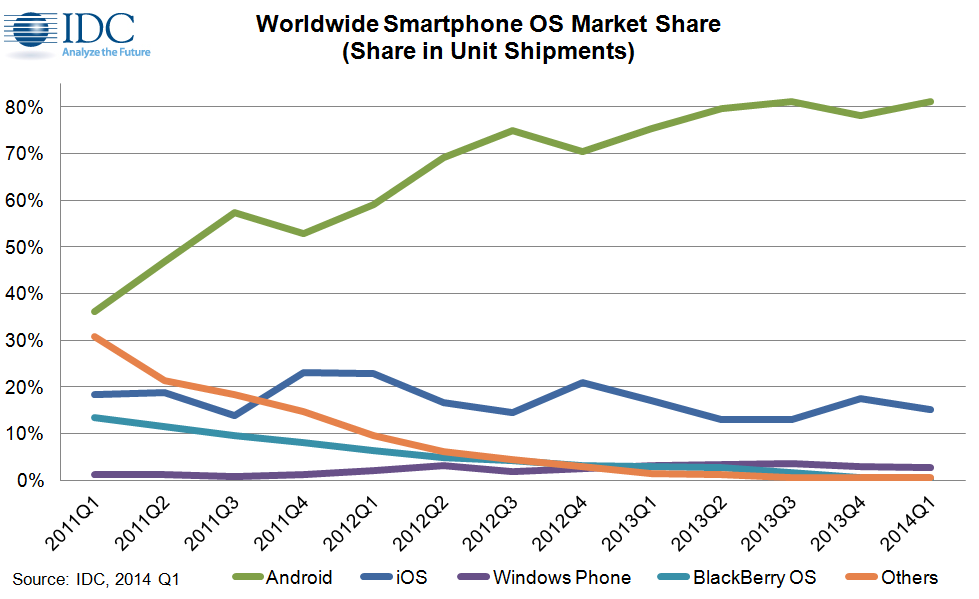 IDC
Analyze the Future
Worldwide Smartphone OS Market Share
(Share in Unit Shipments)
80%
70%
60%
50%
40%
30%
20%
10%
0%
2011Q1
2011Q2
2011Q3
2011Q4
2012Q1
2012Q2
2012Q3
2012Q4
2013Q1
2013Q2
2013Q3
2013Q4
2014Q1
Source: IDC, 2014 Q1
Android
iOS
Windows Phone
BlackBerry OS
Others